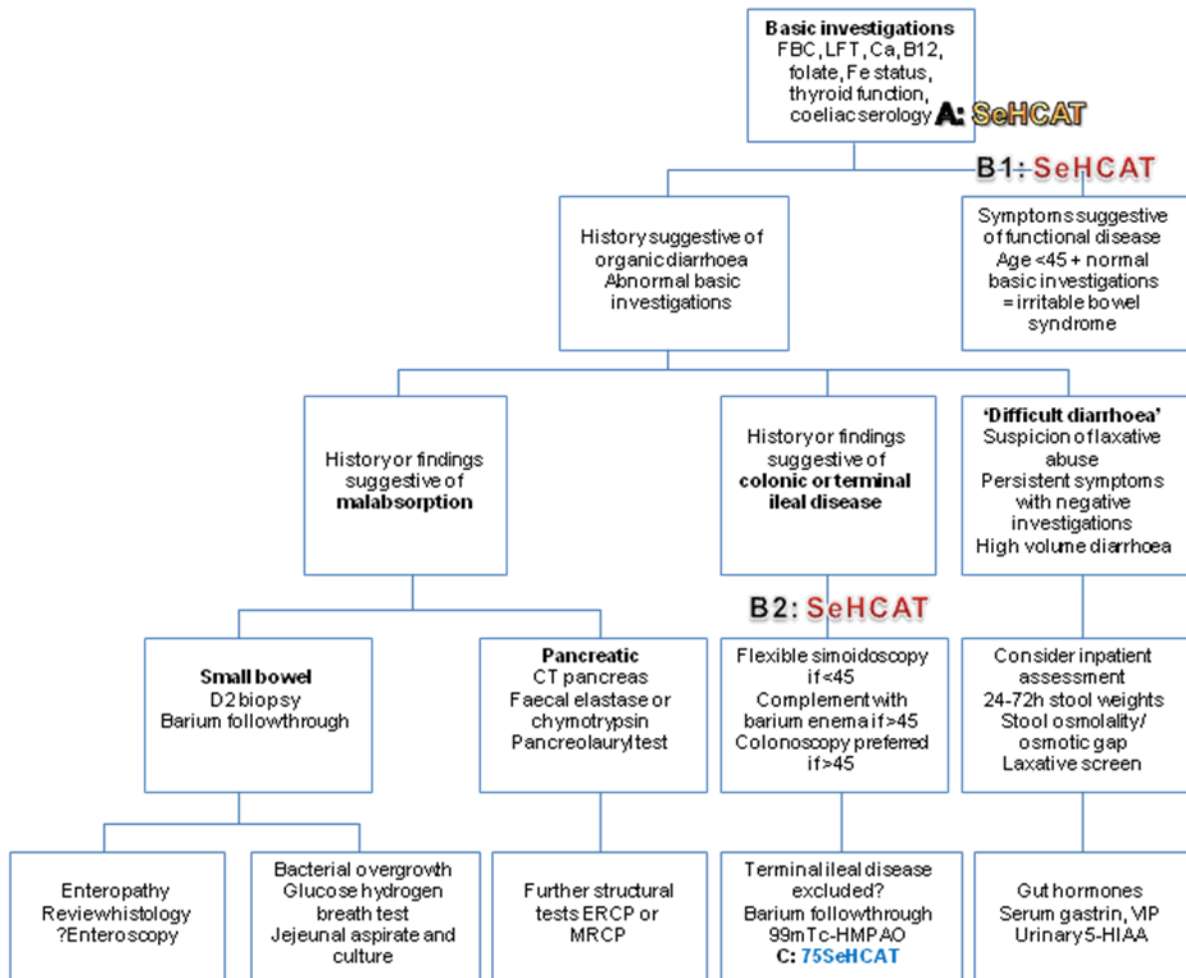 Basic investigations
FBC, LFT, Ca, B12,
folate, Fe status,
thyroid function,
coeliac serology
A: SeHCAT
B1: SeHCAT
History suggestive of
organic diarrhoea
Abnormal basic
investigations
Symptoms suggestive
of functional disease
Age <45 + normal
basic investigations
= irritable bowel
syndrome
History or findings
suggestive of
malabsorption
History or findings
suggestive of
colonic or terminal
ileal disease
'Difficult diarrhoea'
Suspicion of laxative
abuse
Persistent symptoms
with negative
investigations
High volume diarrhoea
B2: SeHCAT
Small bowel
D2 biopsy
Barium followthrough
Pancreatic
CT pancreas
Faecal elastase or
chymotrypsin
Pancreolauryl test
Flexible simoidoscopy
if <45
Complement with
barium enema if >45
Colonoscopy preferred
if >45
Consider inpatient
assessment
24-72h stool weights
Stool osmolality/
osmotic gap
Laxative screen
Enteropathy
Review histology
?Enteroscopy
Bacterial overgrowth
Glucose hydrogen
breath test
Jejeunal aspirate and
culture
Further structural
tests ERCP or
MRCP
Terminal ileal disease
excluded?
Barium followthrough
99mTc-HMPAO
C: 75SeHCAT
Gut hormones
Serum gastrin, VIP
Urinary 5-HIAA